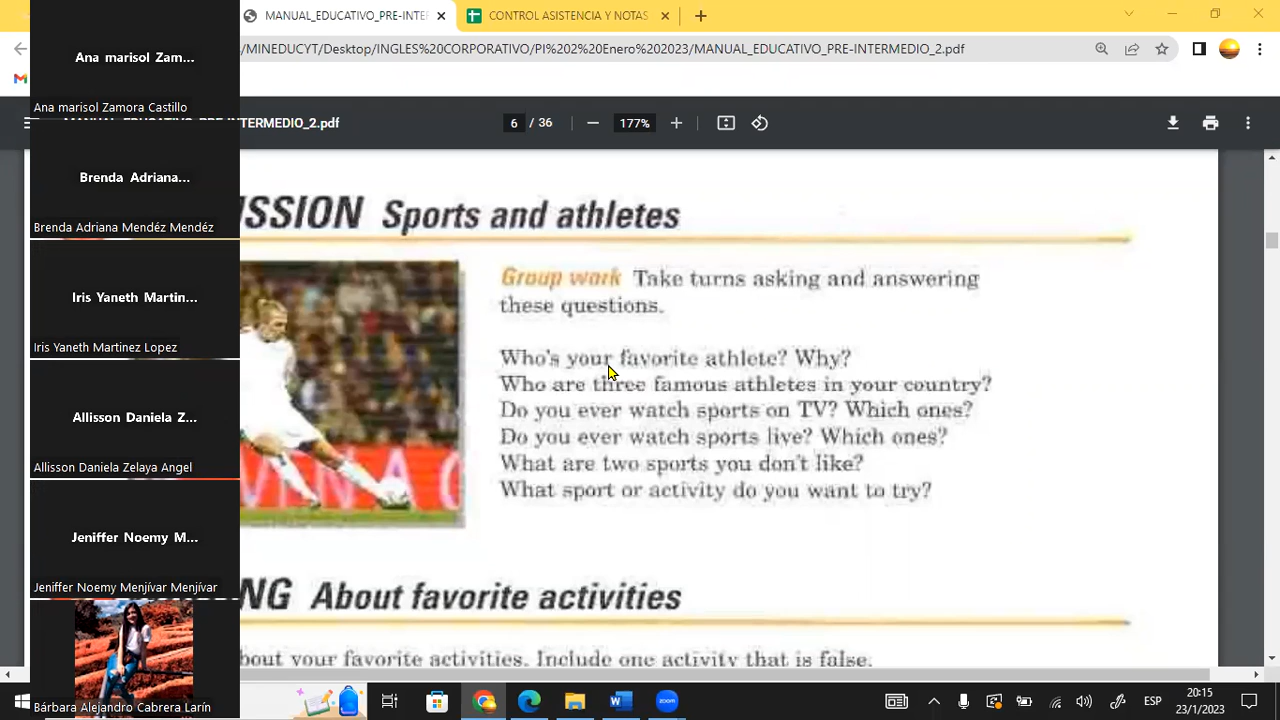 MANUAL_EDUCATIVO_PRE-INTER
CONTROL ASISTENCIA Y NOTAS
/MINEDUCYT/Desktop/INGLES%20CORPORATIVO/PI%202%20Enero%202023/MANUAL_EDUCATIVO_PRE-INTERMEDIO_2.pdf
INTERMEDIO_2.pdf
6 / 36
177%
Ana marisol Zam...
Ana marisol Zamora Castillo
Brenda Adriana...
Brenda Adriana Mendéz Mendéz
Iris Yaneth Martin...
Iris Yaneth Martinez Lopez
Allisson Daniela Z...
Allisson Daniela Zelaya Angel
Jeniffer Noemy M...
Jeniffer Noemy Menjívar Menjívar
Bárbara Alejandro Cabrera Larín
SSION Sports and athletes
Group work Take turns asking and answering
these questions.
Who's your favorite athlete? Why?
Who are three famous athletes in your country?
Do you ever watch sports on TV? Which ones?
Do you ever watch sports live? Which ones?
What are two sports you don't like?
What sport or activity do you want to try?
NG About favorite activities
bout your favorite activities. Include one activity that is false.
zoom
ESP
20:15
23/1/2023